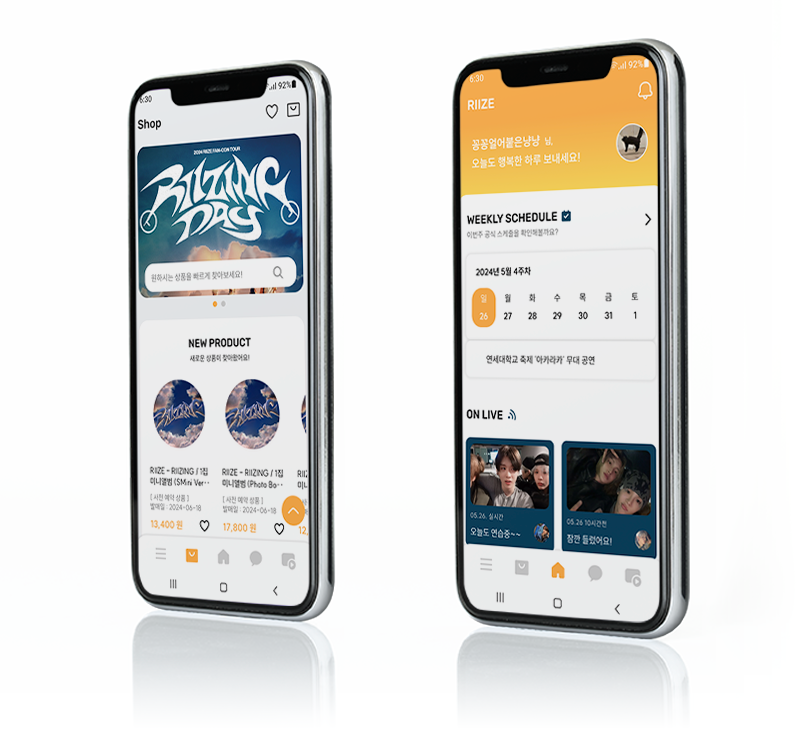 6:30
92%
Shop
2024 RIIZE FAN-CON TOUR
RIIZING
DAY
원하시는 상품을 빠르게 찾아보세요!
NEW PRODUCT
새로운 상품이 찾아왔어요!
RIIZE - RIIZING / 1집
미니앨범 (SMini Ver··
[ 사전 예약 상품 ]
발매일 : 2024-06-18
13,400 원
RIIZE - RIIZING / 1집
미니앨범 (Photo Bo··
[ 사전 예약 상품 ]
발매일 : 2024-06-18
17,800 원
12,
6:30
92%
RIIZE
꽁꽁얼어붙은냥냥 님,
오늘도 행복한 하루 보내세요!
WEEKLY SCHEDULE
이번주 공식 스케줄을 확인해볼까요?
2024년 5월 4주차
일 월 화 수 목 금 토
26 27 28 29 30 31 1
연세대학교 축제 '아카라카' 무대 공연
ON LIVE
05.26. 실시간
오늘도 연습중~~
05.26 10시간전
잠깐 들렀어요!